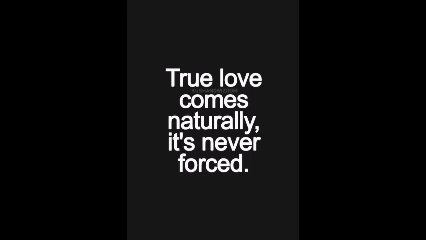 True love
comes
naturally,
it's never
forced.